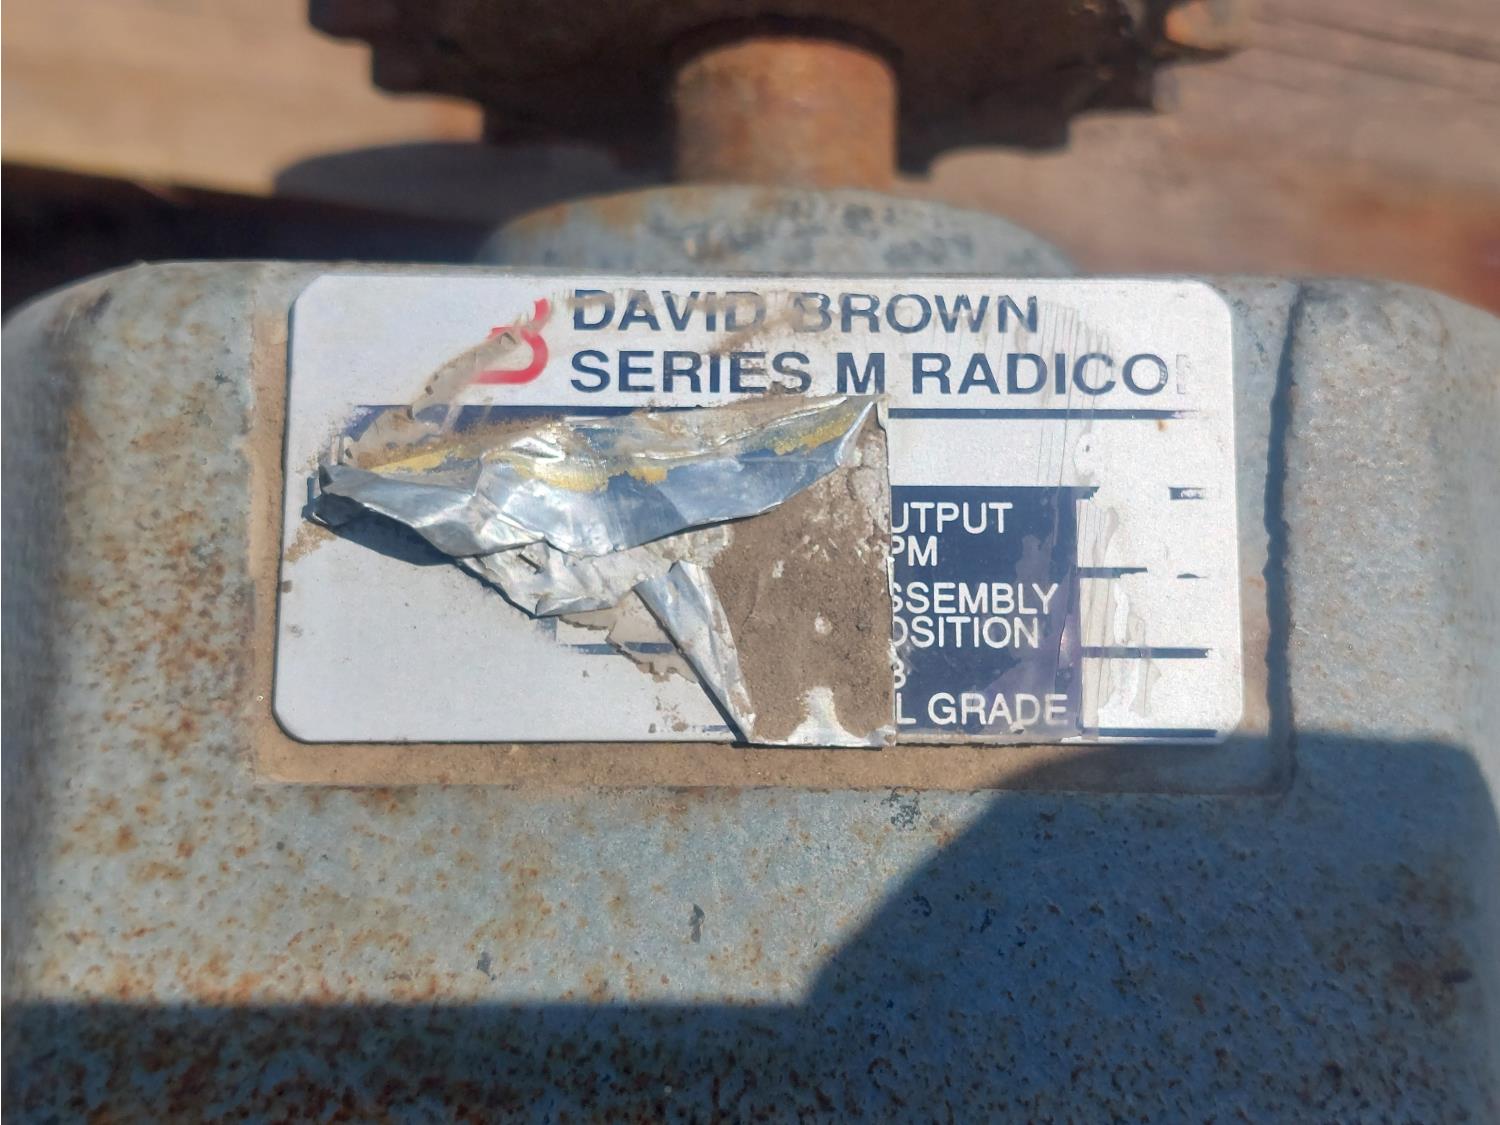 DAVID BROWN
SERIES M RADICO
UTPUT
PM
SSEMBLY
OSITION
L GRADE